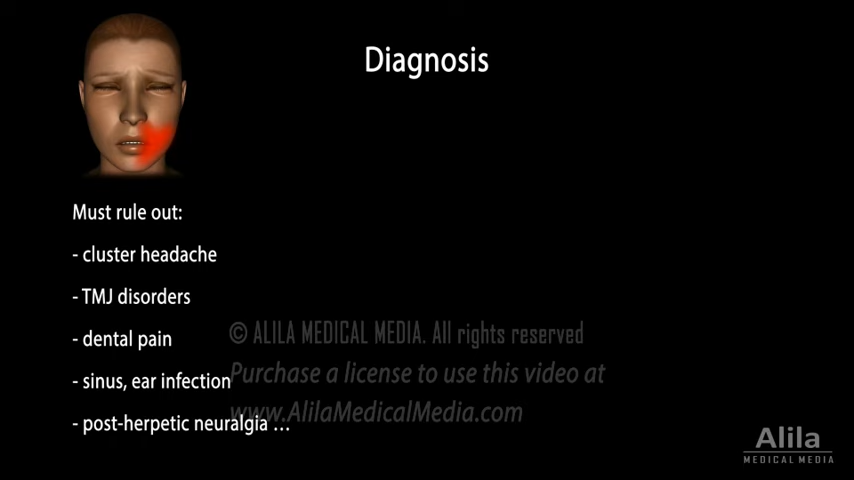 Diagnosis
Must rule out:
- cluster headache
- TMJ disorders
- dental pain
- sinus, ear infection
- post-herpetic neuralgia ...
© ALILA MEDICAL MEDIA. All rights reserved
Purchase a license to use this video at
www.AlilaMedicalMedia.com
Alila
MEDICAL MEDIA